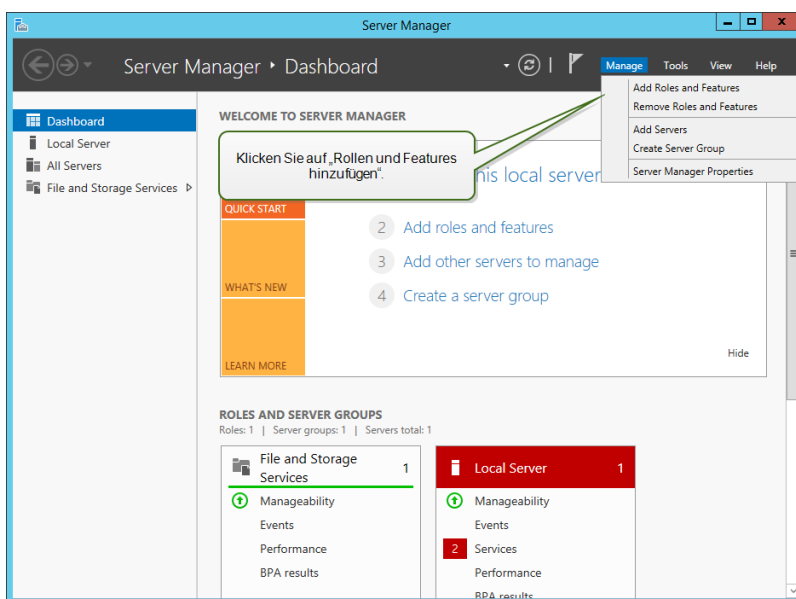 Server Manager
Server Manager • Dashboard
Manage Tools View Help
Add Roles and Features
Remove Roles and Features
Add Servers
Create Server Group
Server Manager Properties
Dashboard
Local Server
All Servers
File and Storage Services
WELCOME TO SERVER MANAGER
Klicken Sie auf „Rollen und Features
hinzufügen“.
his local server
QUICK START
2 Add roles and features
3 Add other servers to manage
WHAT'S NEW
4 Create a server group
Hide
LEARN MORE
ROLES AND SERVER GROUPS
Roles: 1 | Server groups: 1 | Servers total: 1
File and Storage
Services
1
Manageability
Events
Performance
BPA results
Local Server 1
Manageability
Events
2 Services
Performance
BPA results